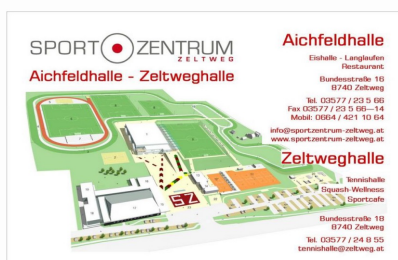 SPORT ZENTRUM
ZELTWEG
Aichfeldhalle - Zeltweghalle
SZ
Aichfeldhalle
Eishalle - Langlaufen
Restaurant
Bundesstraße 16
8740 Zeltweg
Tel. 03577 / 23 5 66
Fax 03577 / 23 5 66--14
Mobil: 0664 / 421 10 64
info@sportzentrum-zeltweg.at
www.sportzentrum-zeltweg.at
Zeltweghalle
Tennishalle
Squash-Wellness
Sportcafe
Bundesstraße 18
8740 Zeltweg
Tel. 03577 / 24 8 55
tennishalle@zeltweg.at